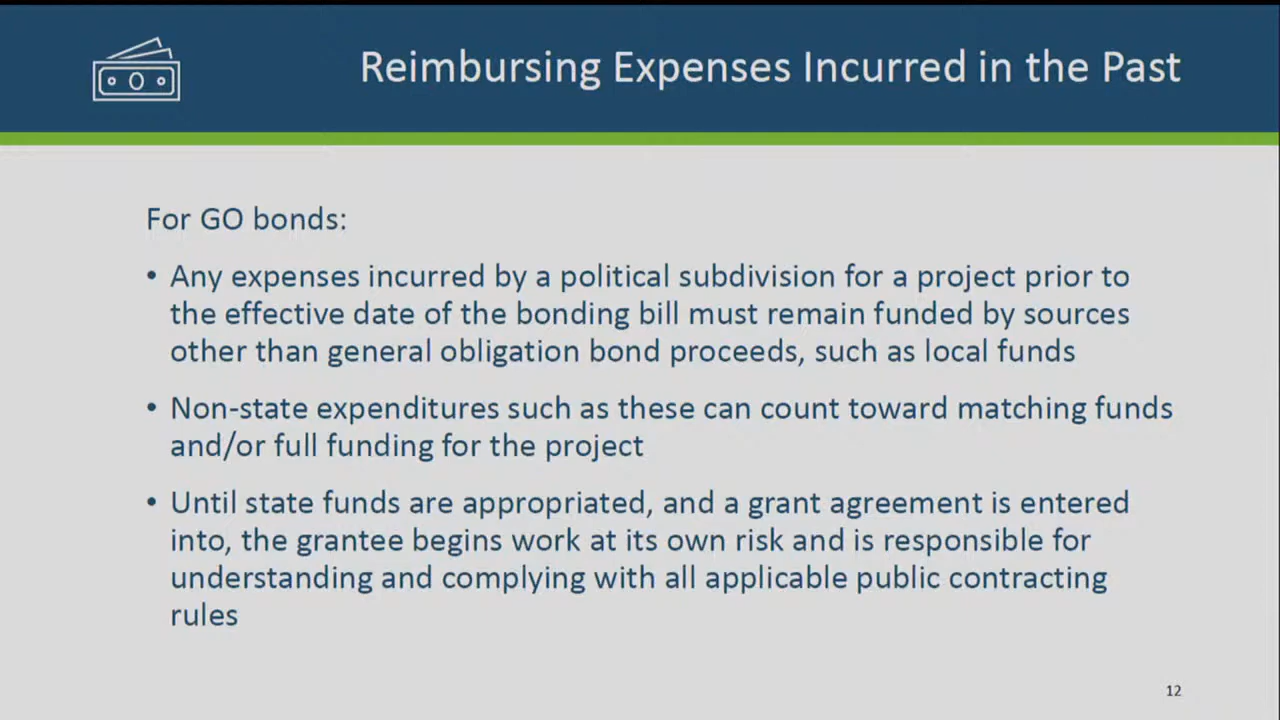 Reimbursing Expenses Incurred in the Past
For GO bonds:
• Any expenses incurred by a political subdivision for a project prior to
the effective date of the bonding bill must remain funded by sources
other than general obligation bond proceeds, such as local funds
• Non-state expenditures such as these can count toward matching funds
and/or full funding for the project
• Until state funds are appropriated, and a grant agreement is entered
into, the grantee begins work at its own risk and is responsible for
understanding and complying with all applicable public contracting
rules
12